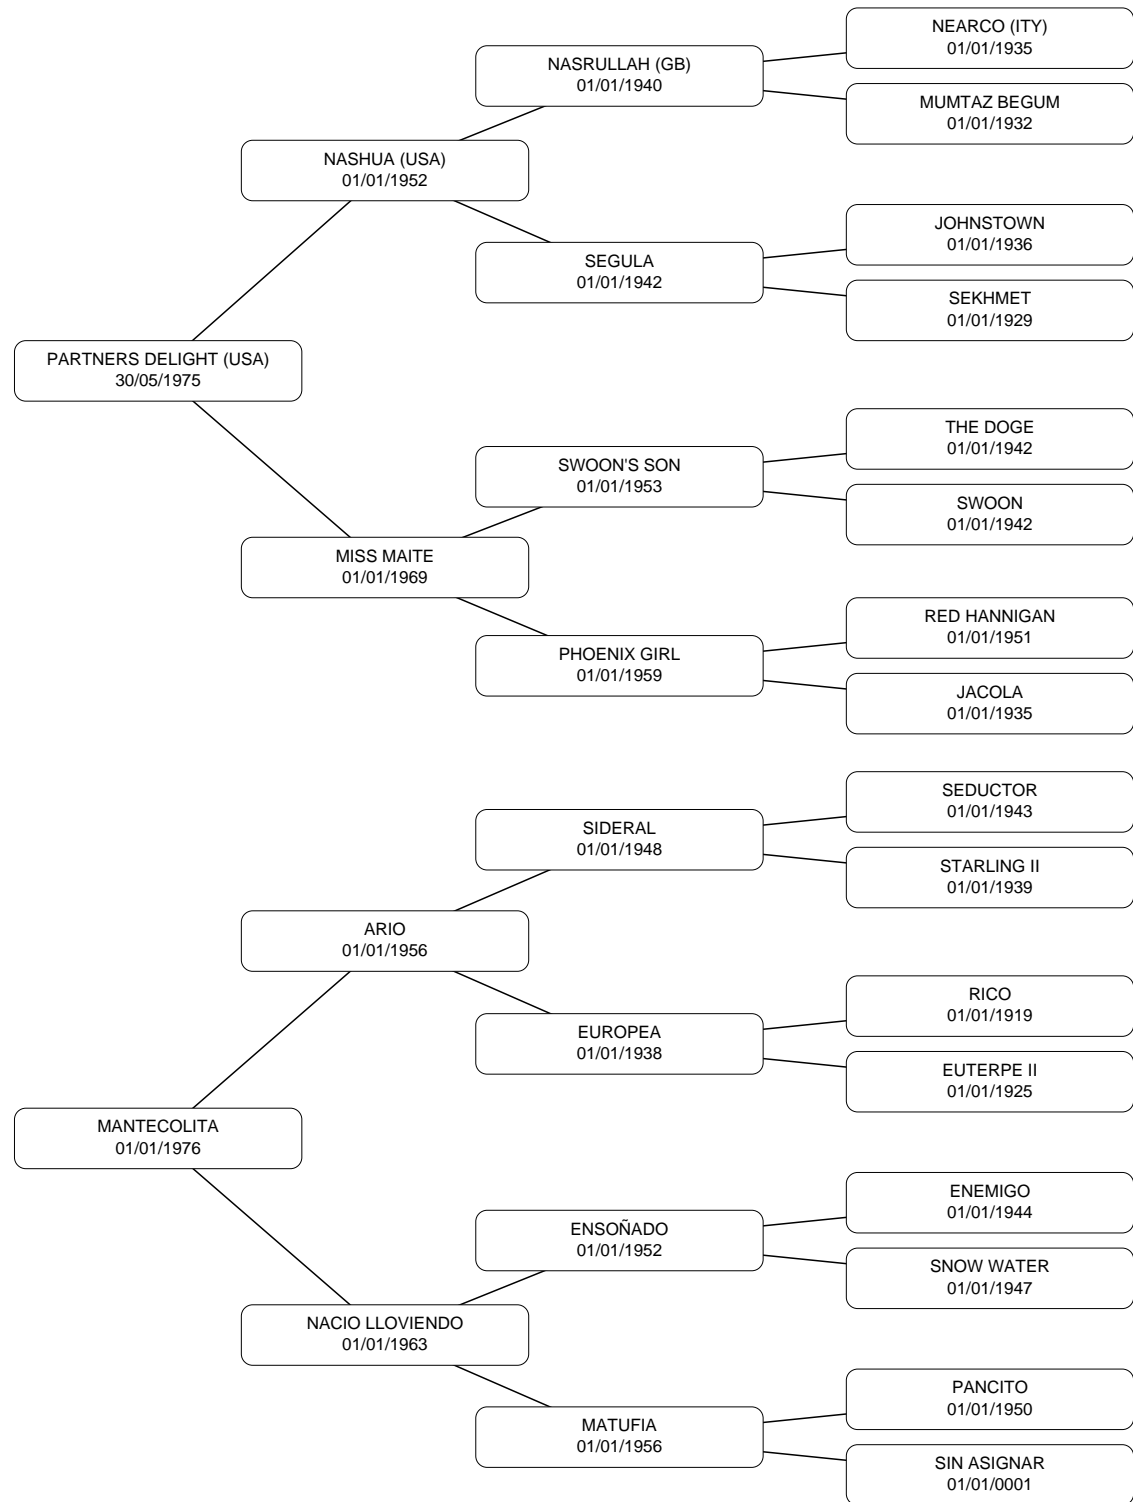 NEARCO (ITY)
01/01/1935
NASRULLAH (GB)
01/01/1940
MUMTAZ BEGUM
01/01/1932
NASHUA (USA)
01/01/1952
JOHNSTOWN
01/01/1936
SEGULA
01/01/1942
SEKHMET
01/01/1929
PARTNERS DELIGHT (USA)
30/05/1975
THE DOGE
01/01/1942
SWOON'S SON
01/01/1953
SWOON
01/01/1942
MISS MAITE
01/01/1969
RED HANNIGAN
01/01/1951
PHOENIX GIRL
01/01/1959
JACOLA
01/01/1935
SEDUCTOR
01/01/1943
SIDERAL
01/01/1948
STARLING II
01/01/1939
ARIO
01/01/1956
RICO
01/01/1919
EUROPEA
01/01/1938
EUTERPE II
01/01/1925
MANTECOLITA
01/01/1976
ENEMIGO
01/01/1944
ENSOÑADO
01/01/1952
SNOW WATER
01/01/1947
NACIO LLOVIENDO
01/01/1963
PANCITO
01/01/1950
MATUFIA
01/01/1956
SIN ASIGNAR
01/01/0001